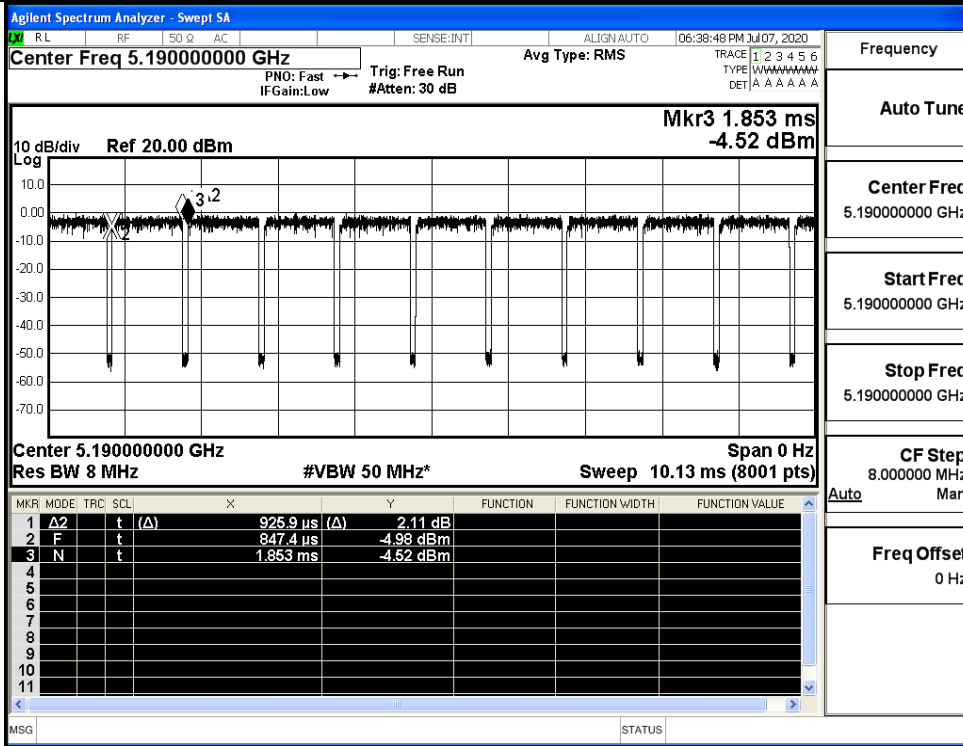 Agilent Spectrum Analyzer - Swept SA
LXI RL RF 50 Ω AC SENSE:INT ALIGN AUTO 06:38:48 PM Jul 07, 2020
Center Freq 5.190000000 GHz
PNO: Fast
IFGain:Low
Trig: Free Run
#Atten: 30 dB
Avg Type: RMS
TRACE 1 2 3 4 5 6
TYPE WWWWWW
DET A A A A A A
Mkr3 1.853 ms
-4.52 dBm
10 dB/div Ref 20.00 dBm
Log
10.0
0.00
-10.0
-20.0
-30.0
-40.0
-50.0
-60.0
-70.0
3
2
2
Center 5.190000000 GHz Span 0 Hz
Res BW 8 MHz #VBW 50 MHz* Sweep 10.13 ms (8001 pts)
MKR MODE TRC SCL X Y FUNCTION FUNCTION WIDTH FUNCTION VALUE
1 Δ2 t (Δ) 925.9 µs (Δ) 2.11 dB
2 F t 847.4 µs -4.98 dBm
3 N t 1.853 ms -4.52 dBm
4
5
6
7
8
9
10
11
MSG STATUS
Frequency
Auto Tune
Center Freq
5.190000000 GHz
Start Freq
5.190000000 GHz
Stop Freq
5.190000000 GHz
CF Step
8.000000 MHz
Auto Man
Freq Offset
0 Hz